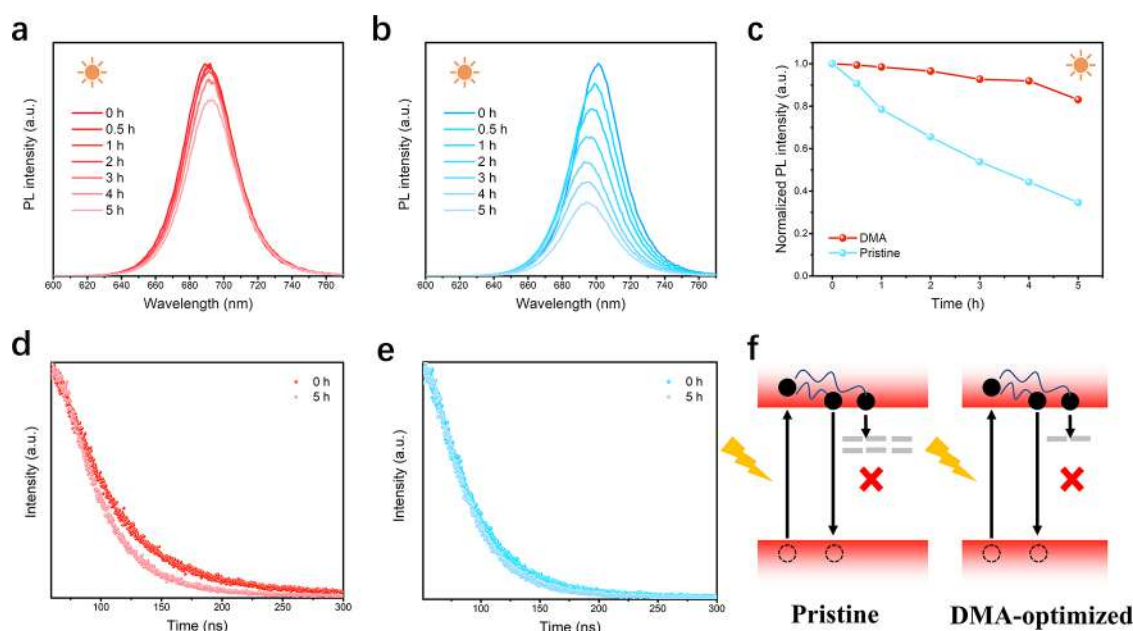 a
PL intensity (a.u.)
0 h
0.5 h
1 h
2 h
3 h
4 h
5 h
600 620 640 660 680 700 720 740 760
Wavelength (nm)
b
PL intensity (a.u.)
0 h
0.5 h
1 h
2 h
3 h
4 h
5 h
600 620 640 660 680 700 720 740 760
Wavelength (nm)
c
Normalized PL intensity (a.u.)
1.0
0.8
0.6
0.4
0.2
0.0
DMA
Pristine
0 1 2 3 4 5
Time (h)
d
Intensity (a.u.)
0 h
5 h
100 150 200 250 300
Time (ns)
e
Intensity (a.u.)
0 h
5 h
100 150 200 250 300
Time (ns)
f
Pristine
DMA-optimized